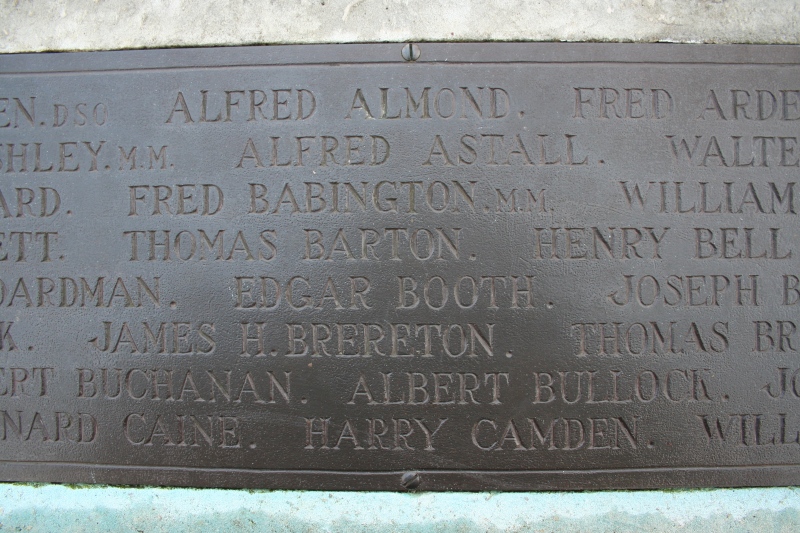 EN. DSO ALFRED ALMOND. FRED ARDE
SHLEY. M.M. ALFRED ASTALL. WALTE
ARD. FRED BABINGTON. M.M. WILLIAM
ETT. THOMAS BARTON. HENRY BELL
OARDMAN. EDGAR BOOTH. JOSEPH B
K. JAMES H. BRERETON. THOMAS BR
ERT BUCHANAN. ALBERT BULLOCK. JO
NARD CAINE. HARRY CAMDEN. WILL